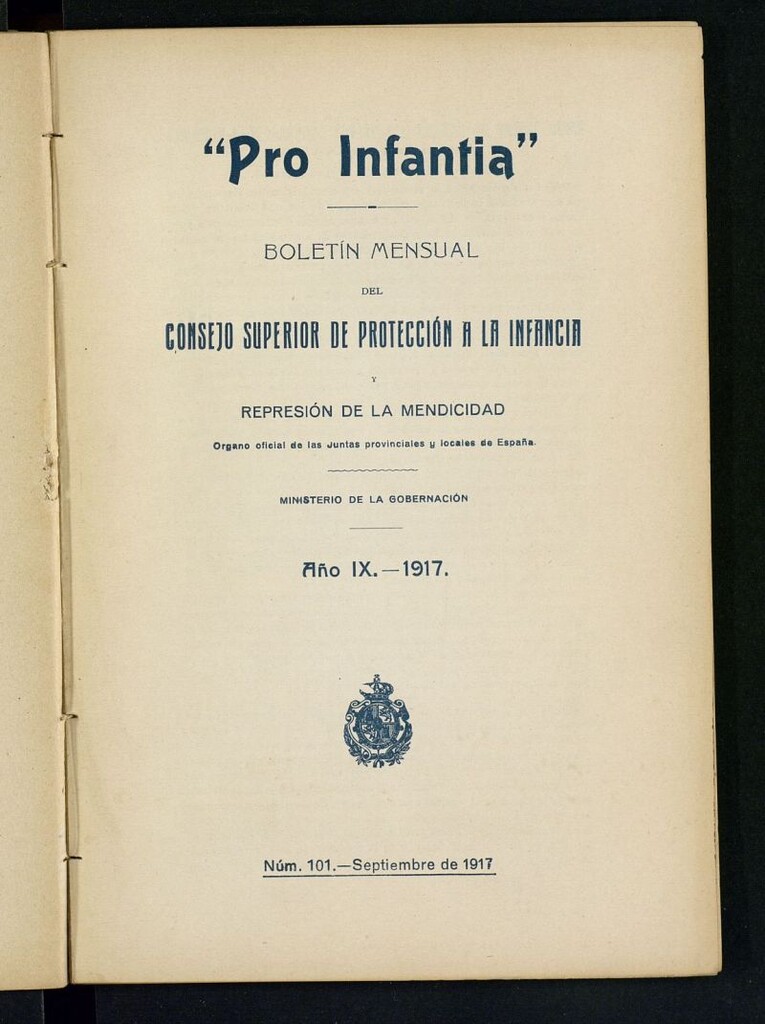 “Pro Infantia”
BOLETÍN MENSUAL
DEL
CONSEJO SUPERIOR DE PROTECCIÓN A LA INFANCIA
Y
REPRESIÓN DE LA MENDICIDAD
Organo oficial de las Juntas provinciales y locales de España.
MINISTERIO DE LA GOBERNACIÓN
Año IX.—1917.
Núm. 101.—Septiembre de 1917